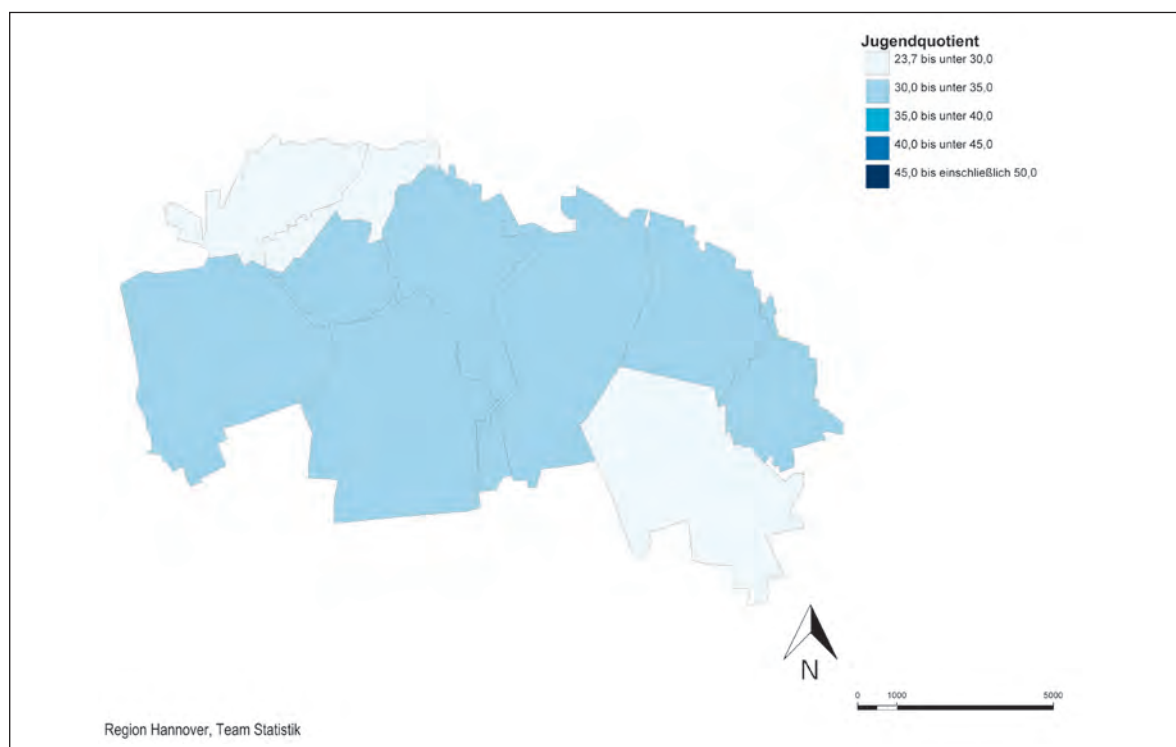 Jugendquotient
23,7 bis unter 30,0
30,0 bis unter 35,0
35,0 bis unter 40,0
40,0 bis unter 45,0
45,0 bis einschließlich 50,0
N
0 1000 5000
Region Hannover, Team Statistik